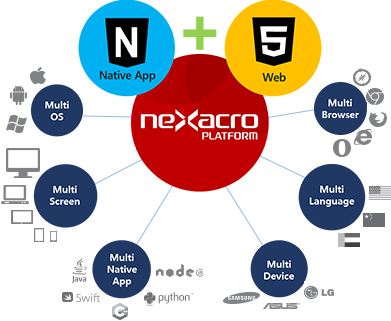 N
5
Native App
Web
nexacro
PLATFORM
Multi
OS
Multi
Browser
Multi
Screen
Multi
Language
Multi
Native
App
Multi
Device
Java
node
JS
Swift
python
C
SAMSUNG
ASUS
LG